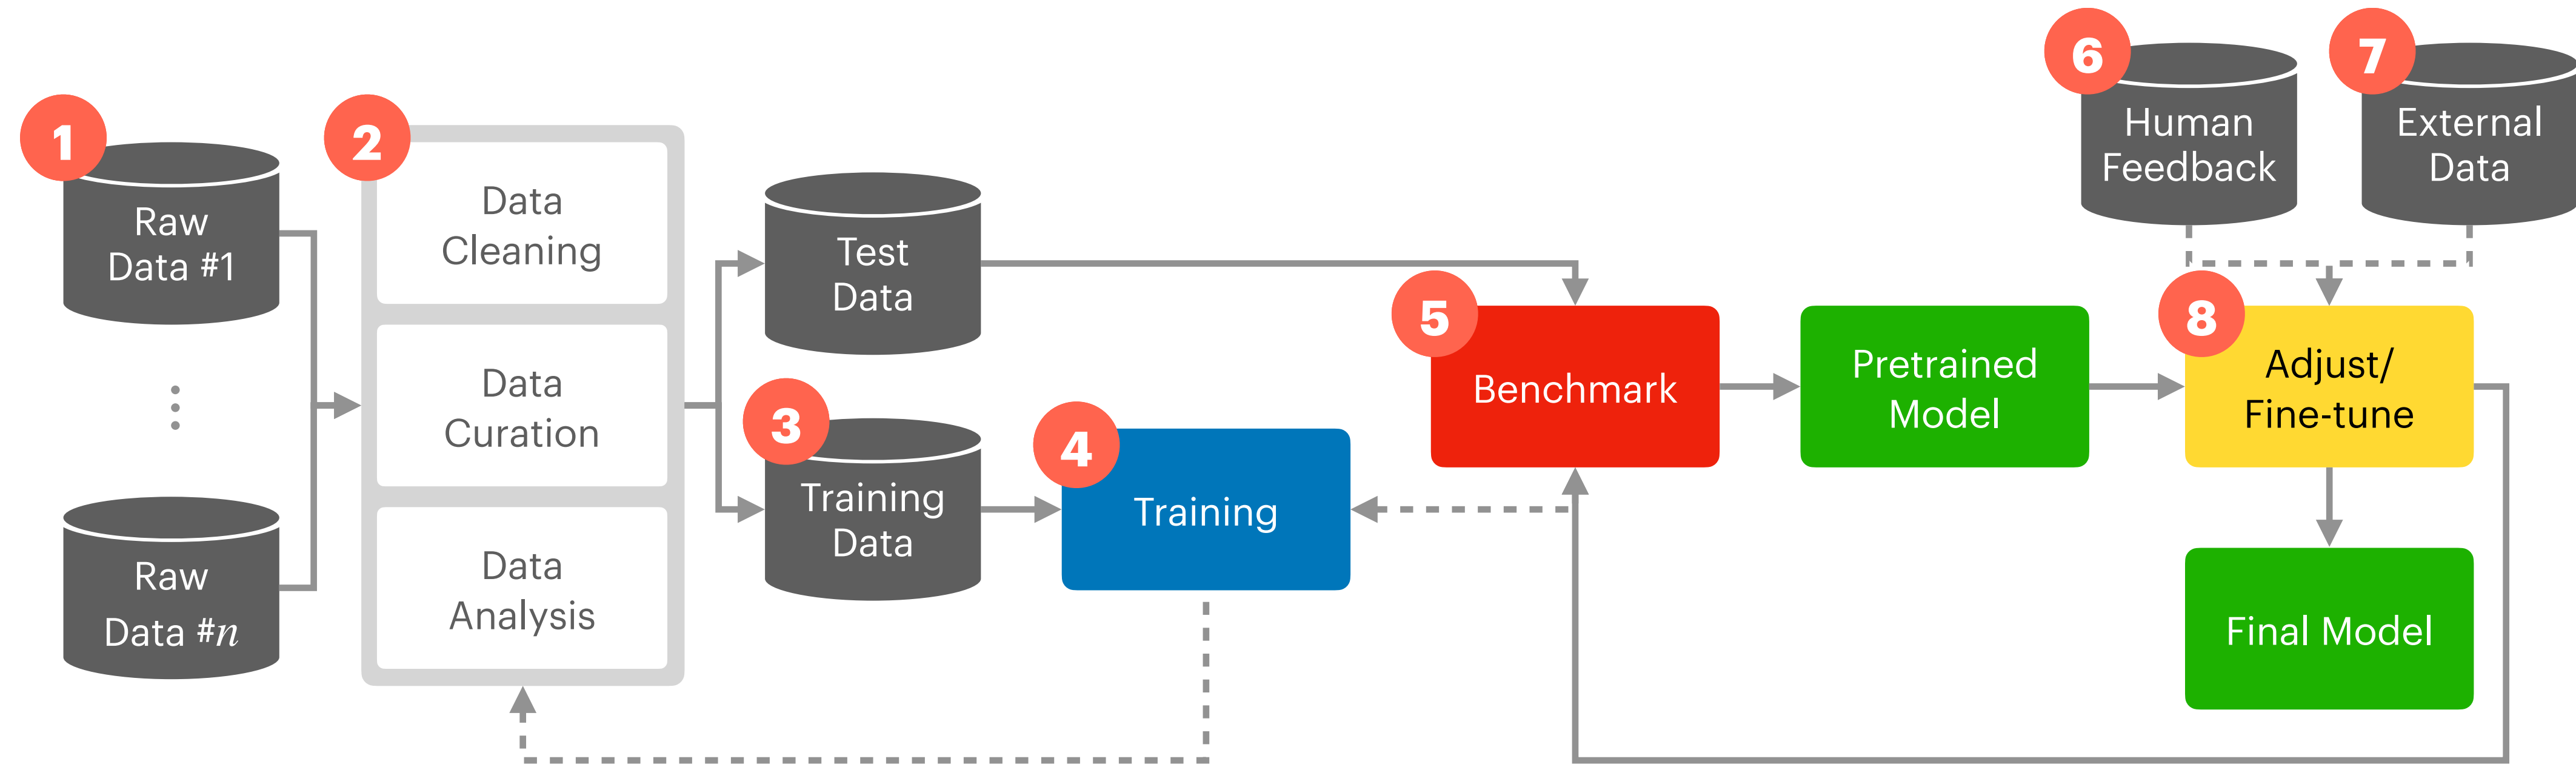 1
Raw
Data #1
Raw
Data #n
2
Data
Cleaning
Data
Curation
Data
Analysis
Test
Data
3
Training
Data
4
Training
5
Benchmark
Pretrained
Model
6
Human
Feedback
7
External
Data
8
Adjust/
Fine-tune
Final Model